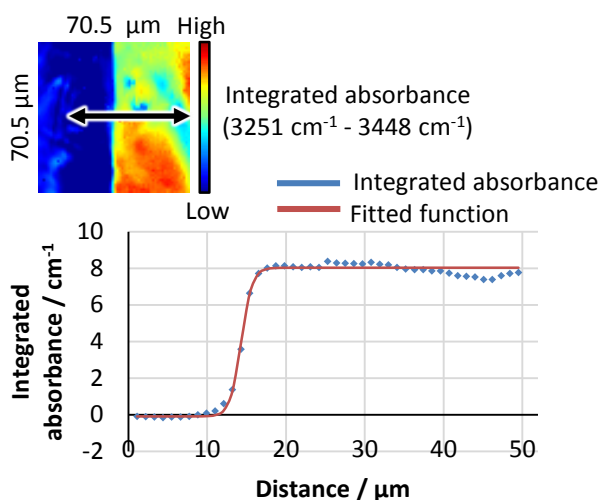 70.5 µm High
70.5 µm
Integrated absorbance
(3251 cm⁻¹ - 3448 cm⁻¹)
Low
Integrated absorbance
Fitted function
Integrated
absorbance / cm⁻¹
10
8
6
4
2
0
-2
0 10 20 30 40 50
Distance / µm